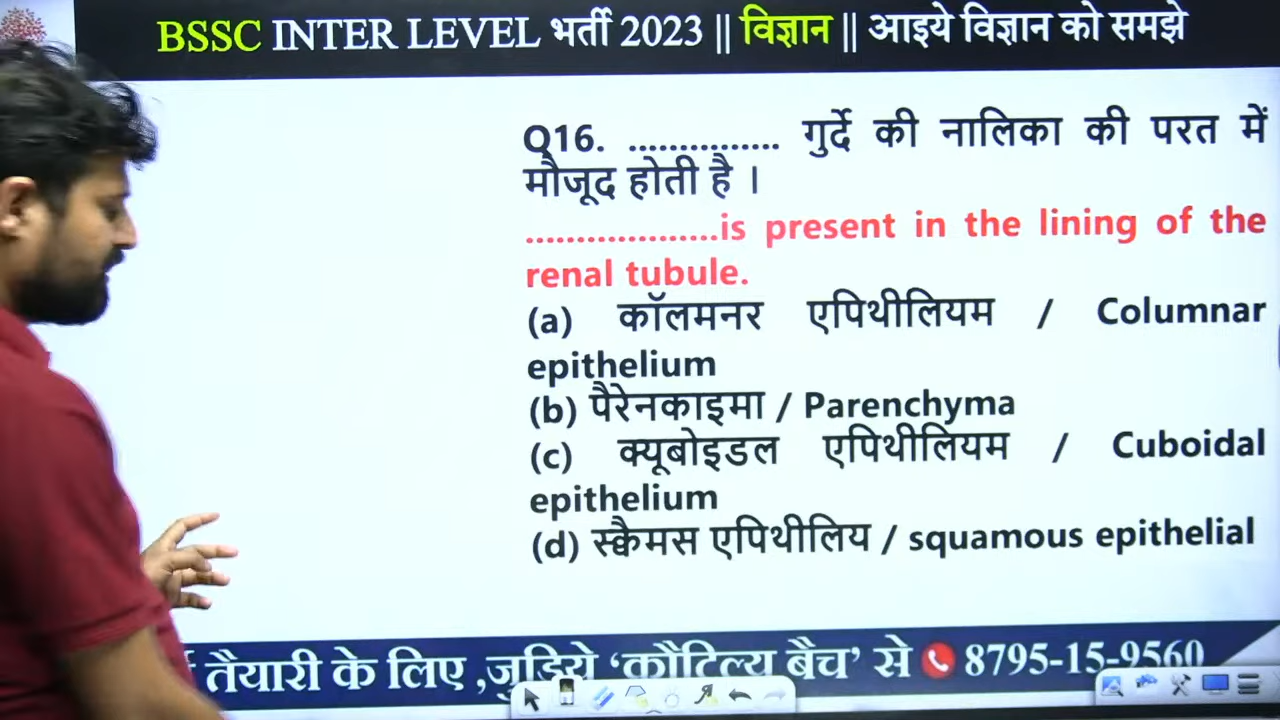 BSSC INTER LEVEL भर्ती 2023 || विज्ञान || आइये विज्ञान को समझे
Q16. ............... गुर्दे की नालिका की परत में
मौजूद होती है ।
...................is present in the lining of the
renal tubule.
(a) कॉलमनर एपिथीलियम / Columnar
epithelium
(b) पैरेनकाइमा / Parenchyma
(c) क्यूबोइडल एपिथीलियम / Cuboidal
epithelium
(d) स्क्वैमस एपिथीलिय / squamous epithelial
तैयारी के लिए ,जुडिये ‘कौटिल्य बैच’ से 8795-15-9560